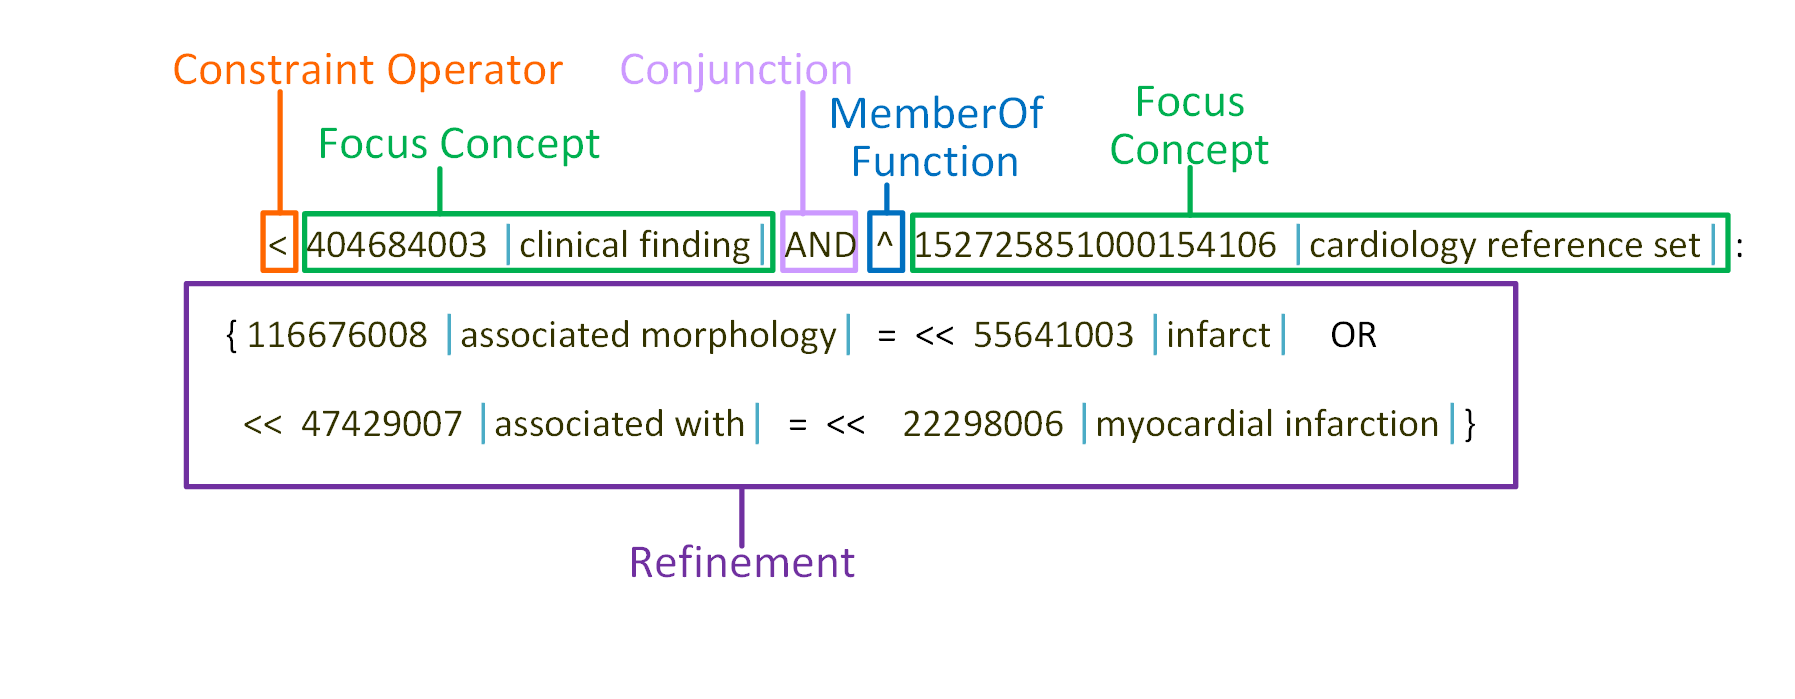 Constraint Operator
Conjunction
Focus Concept
MemberOf
Function
Focus
Concept
< 404684003 |clinical finding| AND ^ 152725851000154106 |cardiology reference set| :
{ 116676008 |associated morphology| = << 55641003 |infarct| OR
<< 47429007 |associated with| = << 22298006 |myocardial infarction| }
Refinement